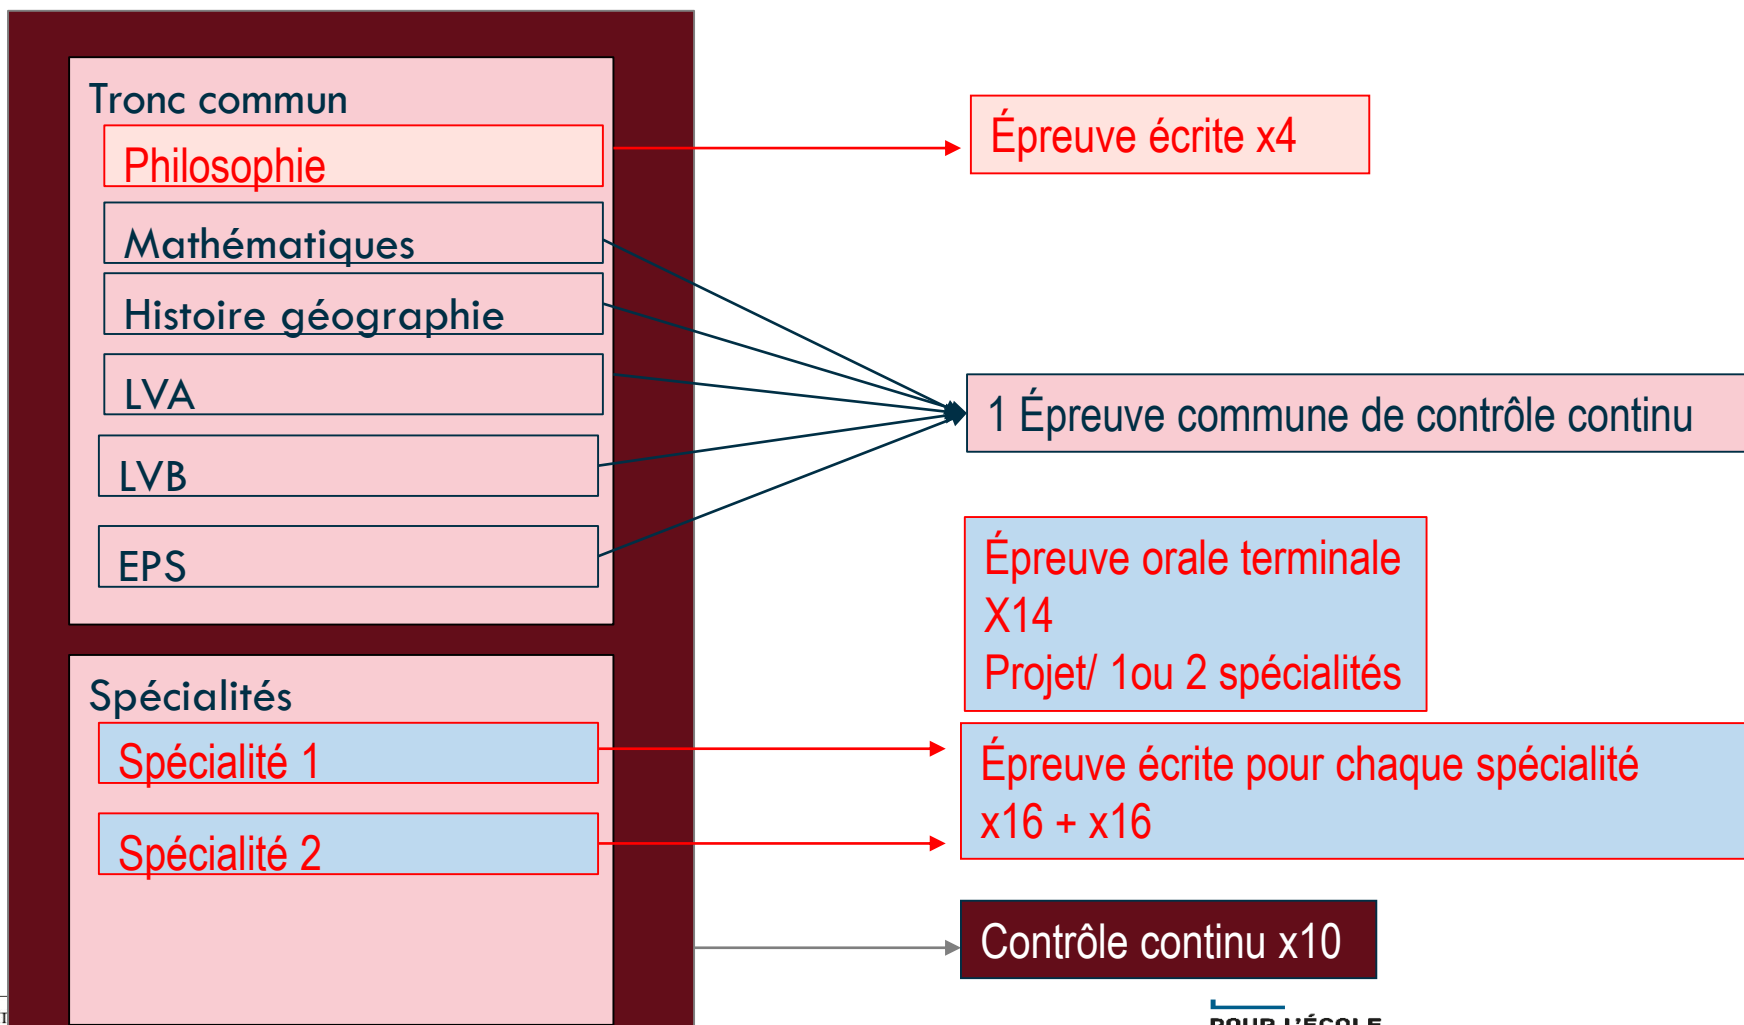 Tronc commun
Philosophie
Mathématiques
Histoire géographie
LVA
LVB
EPS
Spécialités
Spécialité 1
Spécialité 2
Épreuve écrite x4
1 Épreuve commune de contrôle continu
Épreuve orale terminale
X14
Projet/ 1ou 2 spécialités
Épreuve écrite pour chaque spécialité
x16 + x16
Contrôle continu x10
POUR L'ÉCOLE